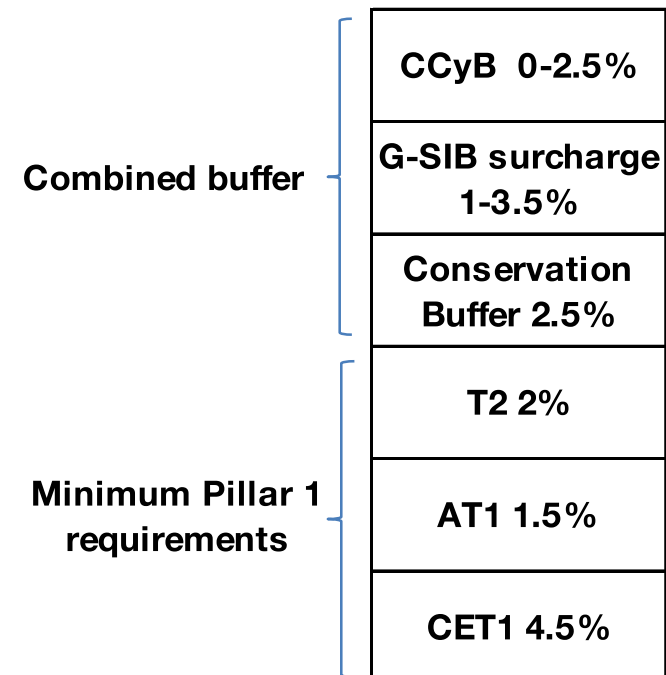 CCyB 0-2.5%
Combined buffer
G-SIB surcharge
1-3.5%
Conservation
Buffer 2.5%
T2 2%
Minimum Pillar 1
requirements
AT1 1.5%
CET1 4.5%